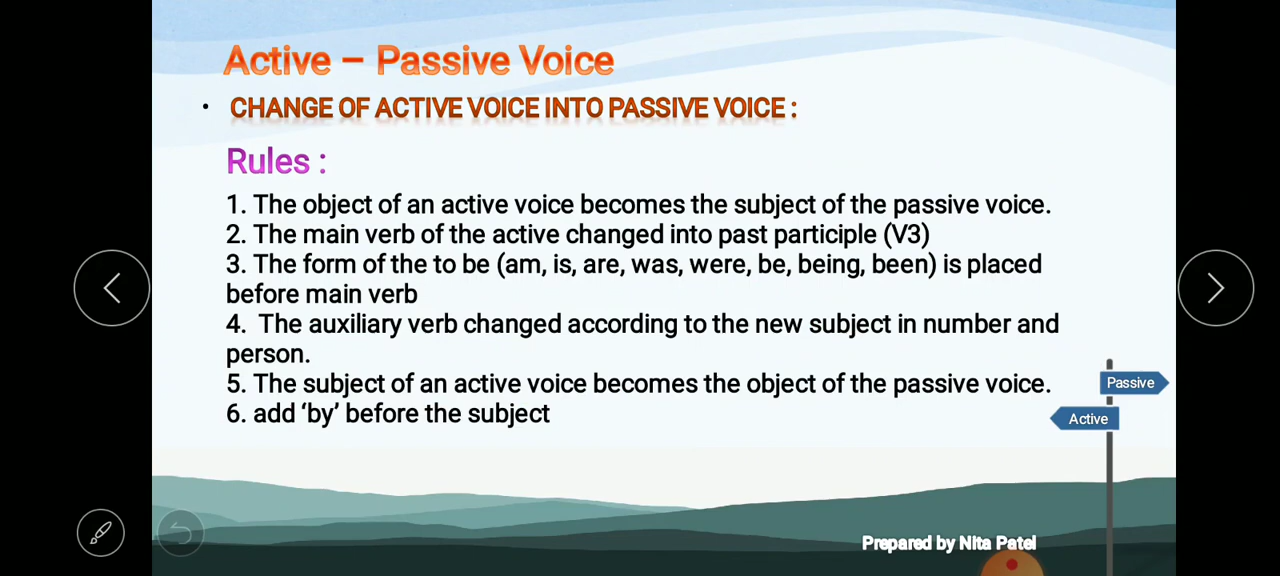 Active – Passive Voice
• CHANGE OF ACTIVE VOICE INTO PASSIVE VOICE :
Rules :
1. The object of an active voice becomes the subject of the passive voice.
2. The main verb of the active changed into past participle (V3)
3. The form of the to be (am, is, are, was, were, be, being, been) is placed
before main verb
4.  The auxiliary verb changed according to the new subject in number and
person.
5. The subject of an active voice becomes the object of the passive voice.
6. add ‘by’ before the subject
Passive
Active
Prepared by Nita Patel